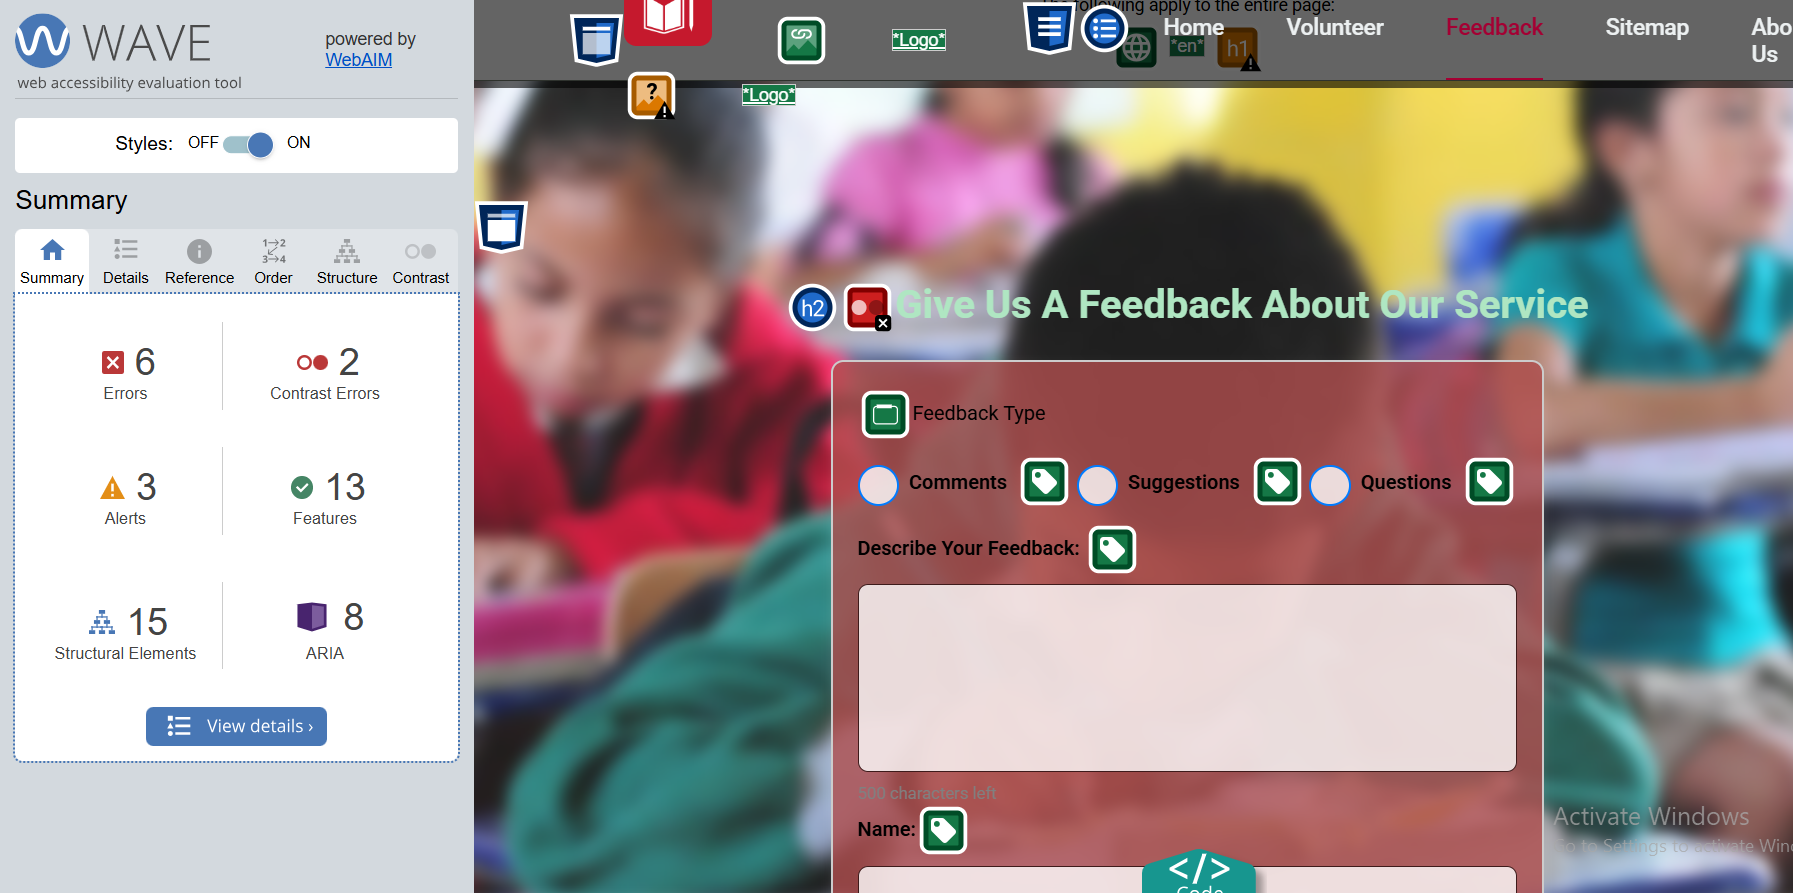 WAVE
powered by
WebAIM
web accessibility evaluation tool
Styles: OFF ON
Summary
Summary Details Reference Order Structure Contrast
6 Errors
2 Contrast Errors
3 Alerts
13 Features
15 Structural Elements
8 ARIA
View details ›
following apply to the entire page:
*Logo*
*en*
h1
Home Volunteer Feedback Sitemap
Us
*Logo*
h2 Give Us A Feedback About Our Service
Feedback Type
Comments Suggestions Questions
Describe Your Feedback:
500 characters left
Name:
</>
Code
Activate Windows
Go to Settings to activate